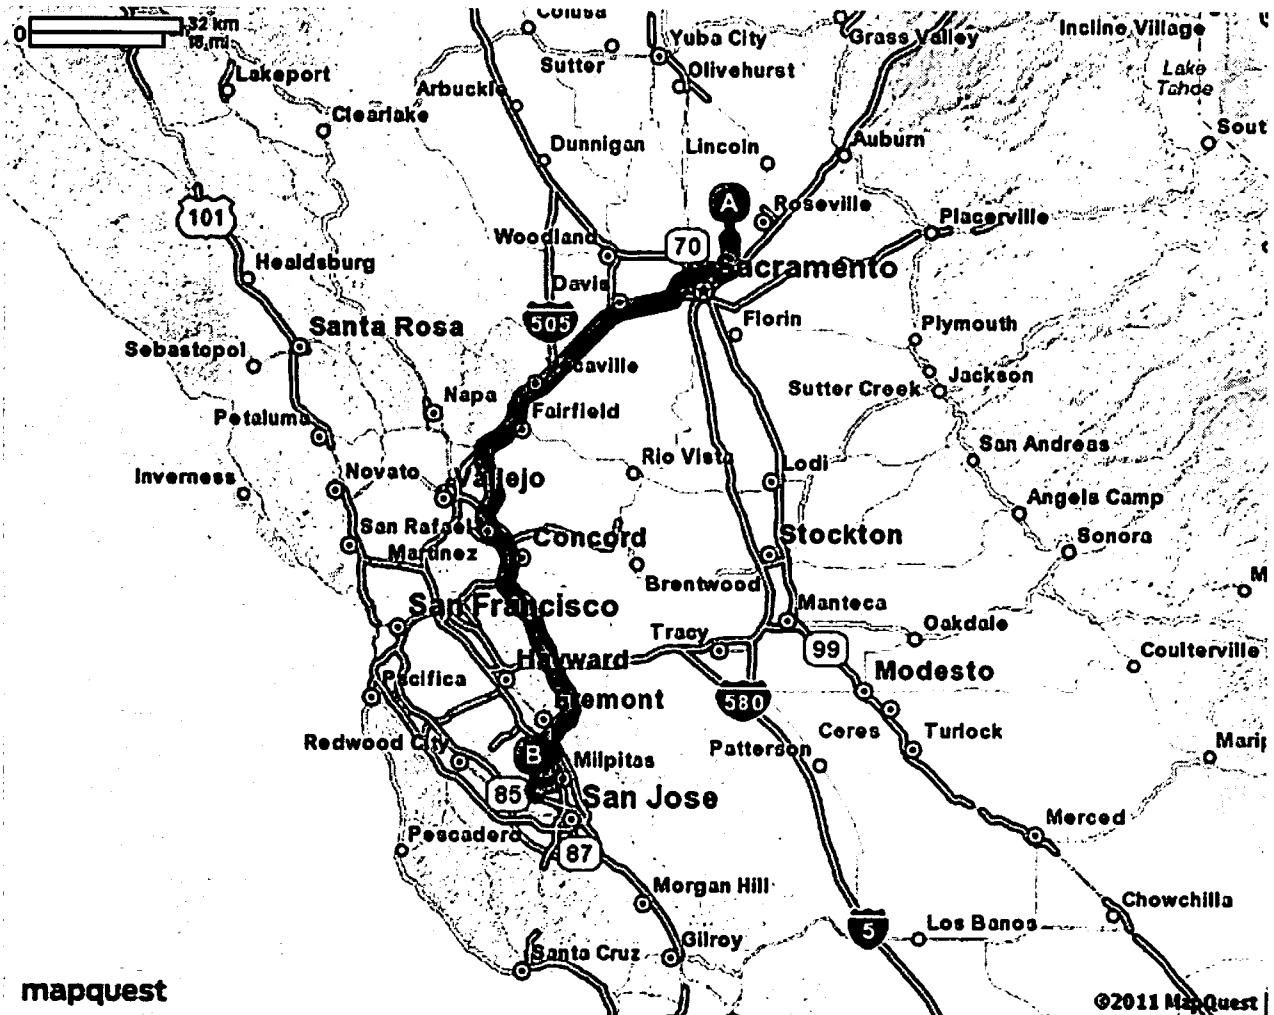 0
32 km
15 mi
Colusa
Yuba City
Grass Valley
Incline Village
Sutter
Olivehurst
Lake
Tahoe
Lakeport
Arbuckle
Clearlake
Dunnigan
Lincoln
Auburn
South
101
A
Roseville
Placerville
Woodland
70
Healdsburg
Sacramento
Davis
Santa Rosa
505
Florin
Plymouth
Sebastopol
caville
Sutter Creek
Jackson
Napa
Petaluma
Fairfield
San Andreas
Rio Vista
Lodi
Inverness
Novato
Vallejo
Angels Camp
San Rafael
Concord
Stockton
Sonora
Martinez
Brentwood
M
San Francisco
Manteca
Tracy
Oakdale
Hayward
99
Coulterville
Pacifica
Modesto
Fremont
580
Redwood City
B
Milpitas
Patterson
Ceres
Turlock
Marip
85
San Jose
Pescadero
87
Merced
Morgan Hill
Chowchilla
5
Los Banos
Santa Cruz
Gilroy
mapquest
©2011 MapQuest